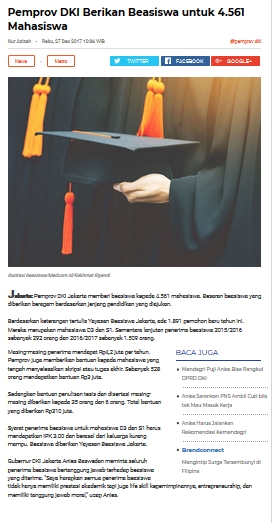 Pemprov DKI Berikan Beasiswa untuk 4.561
Mahasiswa
Nur Azizah • Rabu, 27 Dec 2017 10:36 WIB
@pemprov dki
News
Metro
TWITTER
FACEBOOK
GOOGLE+
Ilustrasi beasiswa/Medcom.id/Rakhmat Riyandi
Jakarta: Pemprov DKI Jakarta memberi beasiswa kepada 4.561 mahasiswa. Besaran beasiswa yang
diberikan beragam berdasarkan jenjang pendidikan yang diajukan.
Berdasarkan keterangan tertulis Yayasan Beasiswa Jakarta, ada 1.891 pemohon baru tahun ini.
Mereka merupakan mahasiswa D3 dan S1. Sementara lanjutan penerima beasiswa 2015/2016
sebanyak 292 orang dan 2016/2017 sebanyak 1.509 orang.
Masing-masing penerima mendapat Rp4,2 juta per tahun.
Pemprov juga memberikan bantuan kepada mahasiswa yang
tengah menyelesaikan skripsi atau tugas akhir. Sebanyak 528
orang mendapatkan bantuan Rp3 juta.
Sedangkan bantuan penulisan tesis dan disertasi masing-
masing diberikan kepada 35 orang dan 6 orang. Total bantuan
yang diberikan Rp310 juta.
Syarat penerima beasiswa untuk mahasiswa D3 dan S1 harus
mendapatkan IPK 3,00 dan berasal dari keluarga kurang
mampu. Beasiswa diberikan Yayasan Beasiswa Jakarta.
Gubernur DKI Jakarta Anies Baswedan meminta seluruh
penerima beasiswa bertanggung jawab terhadap beasiswa
yang diterima. "Saya harapkan semua penerima beasiswa
tidak hanya memiliki prestasi akademik tapi juga life skill kepemimpinannya, entrepreneurship, dan
memiliki tanggung jawab moral," ucap Anies.
BACA JUGA
Mendagri Puji Anies Bisa Rangkul
DPRD DKI
Anies Sarankan PNS Ambil Cuti bila
tak Mau Masuk Kerja
Anies Harus Jalankan
Rekomendasi Kemendagri
Brandconnect
Mengintip Surga Tersembunyi di
Filipina